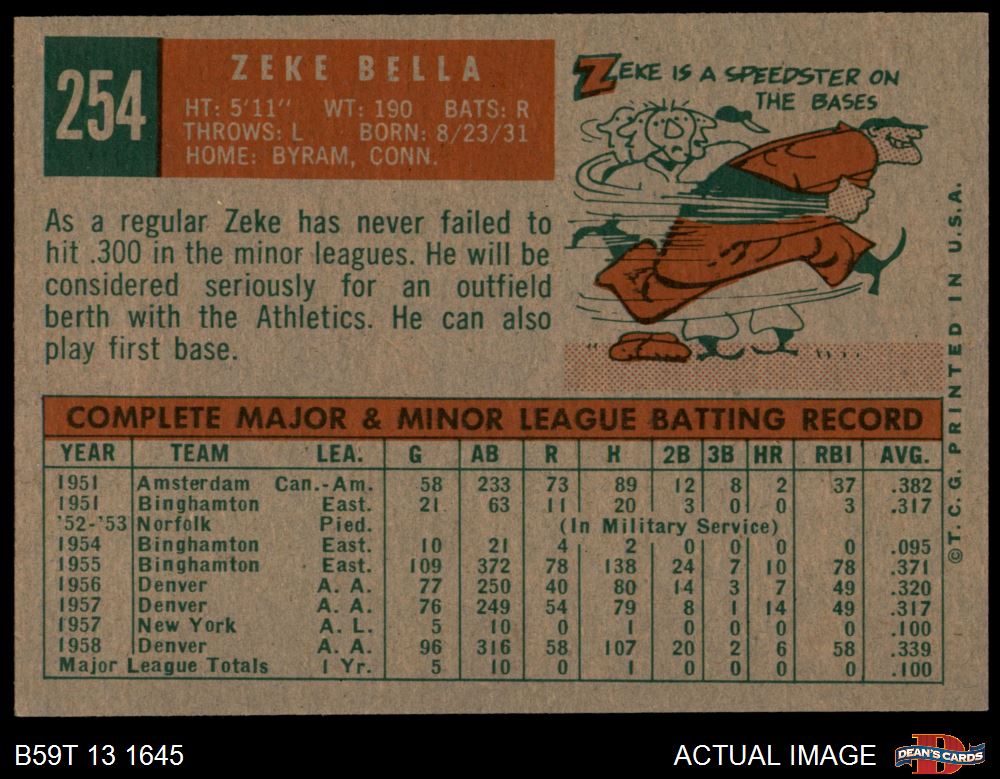 254
ZEKE BELLA
HT: 5'11" WT: 190 BATS: R
THROWS: L BORN: 8/23/31
HOME: BYRAM, CONN.
ZEKE IS A SPEEDSTER ON
THE BASES
As a regular Zeke has never failed to
hit .300 in the minor leagues. He will be
considered seriously for an outfield
berth with the Athletics. He can also
play first base.
COMPLETE MAJOR & MINOR LEAGUE BATTING RECORD
YEAR TEAM LEA. G AB R H 2B 3B HR RBI AVG.
1951 Amsterdam Can.-Am. 58 233 73 89 12 8 2 37 .382
1951 Binghamton East. 21 63 11 20 3 0 0 3 .317
'52-'53 Norfolk Pied. (In Military Service)
1954 Binghamton East. 10 21 4 2 0 0 0 0 .095
1955 Binghamton East. 109 372 78 138 24 7 10 78 .371
1956 Denver A. A. 77 250 40 80 14 3 7 49 .320
1957 Denver A. A. 76 249 54 79 8 1 14 49 .317
1957 New York A. L. 5 10 0 1 0 0 0 0 .100
1958 Denver A. A. 96 316 58 107 20 2 6 58 .339
Major League Totals 1 Yr. 5 10 0 1 0 0 0 0 .100
©T. C. G. PRINTED IN U.S.A.
B59T 13 1645
ACTUAL IMAGE
DEAN'S CARDS